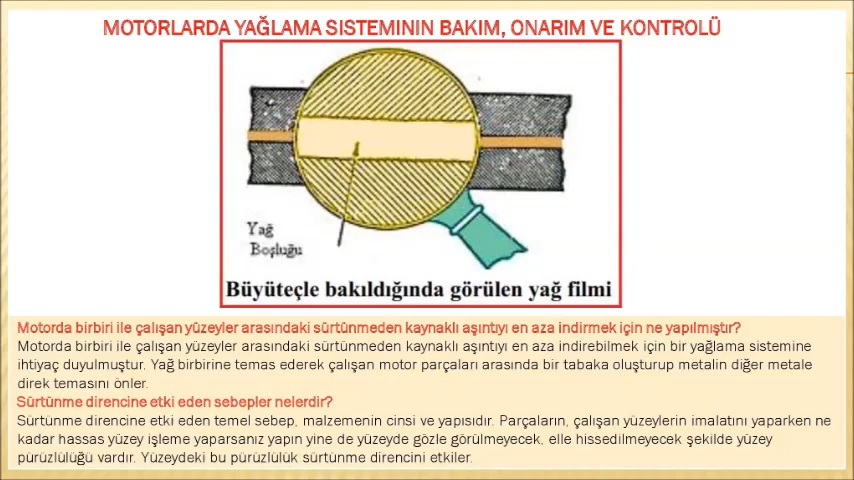 MOTORLARDA YAĞLAMA SISTEMININ BAKIM, ONARIM VE KONTROLÜ
Yağ
Boşluğu
Büyüteçle bakıldığında görülen yağ filmi
Motorda birbiri ile çalışan yüzeyler arasındaki sürtünmeden kaynaklı aşıntıyı en aza indirmek için ne yapılmıştır?
Motorda birbiri ile çalışan yüzeyler arasındaki sürtünmeden kaynaklı aşıntıyı en aza indirebilmek için bir yağlama sistemine
ihtiyaç duyulmuştur. Yağ birbirine temas ederek çalışan motor parçaları arasında bir tabaka oluşturup metalin diğer metale
direk temasını önler.
Sürtünme direncine etki eden sebepler nelerdir?
Sürtünme direncine etki eden temel sebep, malzemenin cinsi ve yapısıdır. Parçaların, çalışan yüzeylerin imalatını yaparken ne
kadar hassas yüzey işleme yaparsanız yapın yine de yüzeyde gözle görülmeyecek, elle hissedilmeyecek şekilde yüzey
pürüzlülüğü vardır. Yüzeydeki bu pürüzlülük sürtünme direncini etkiler.